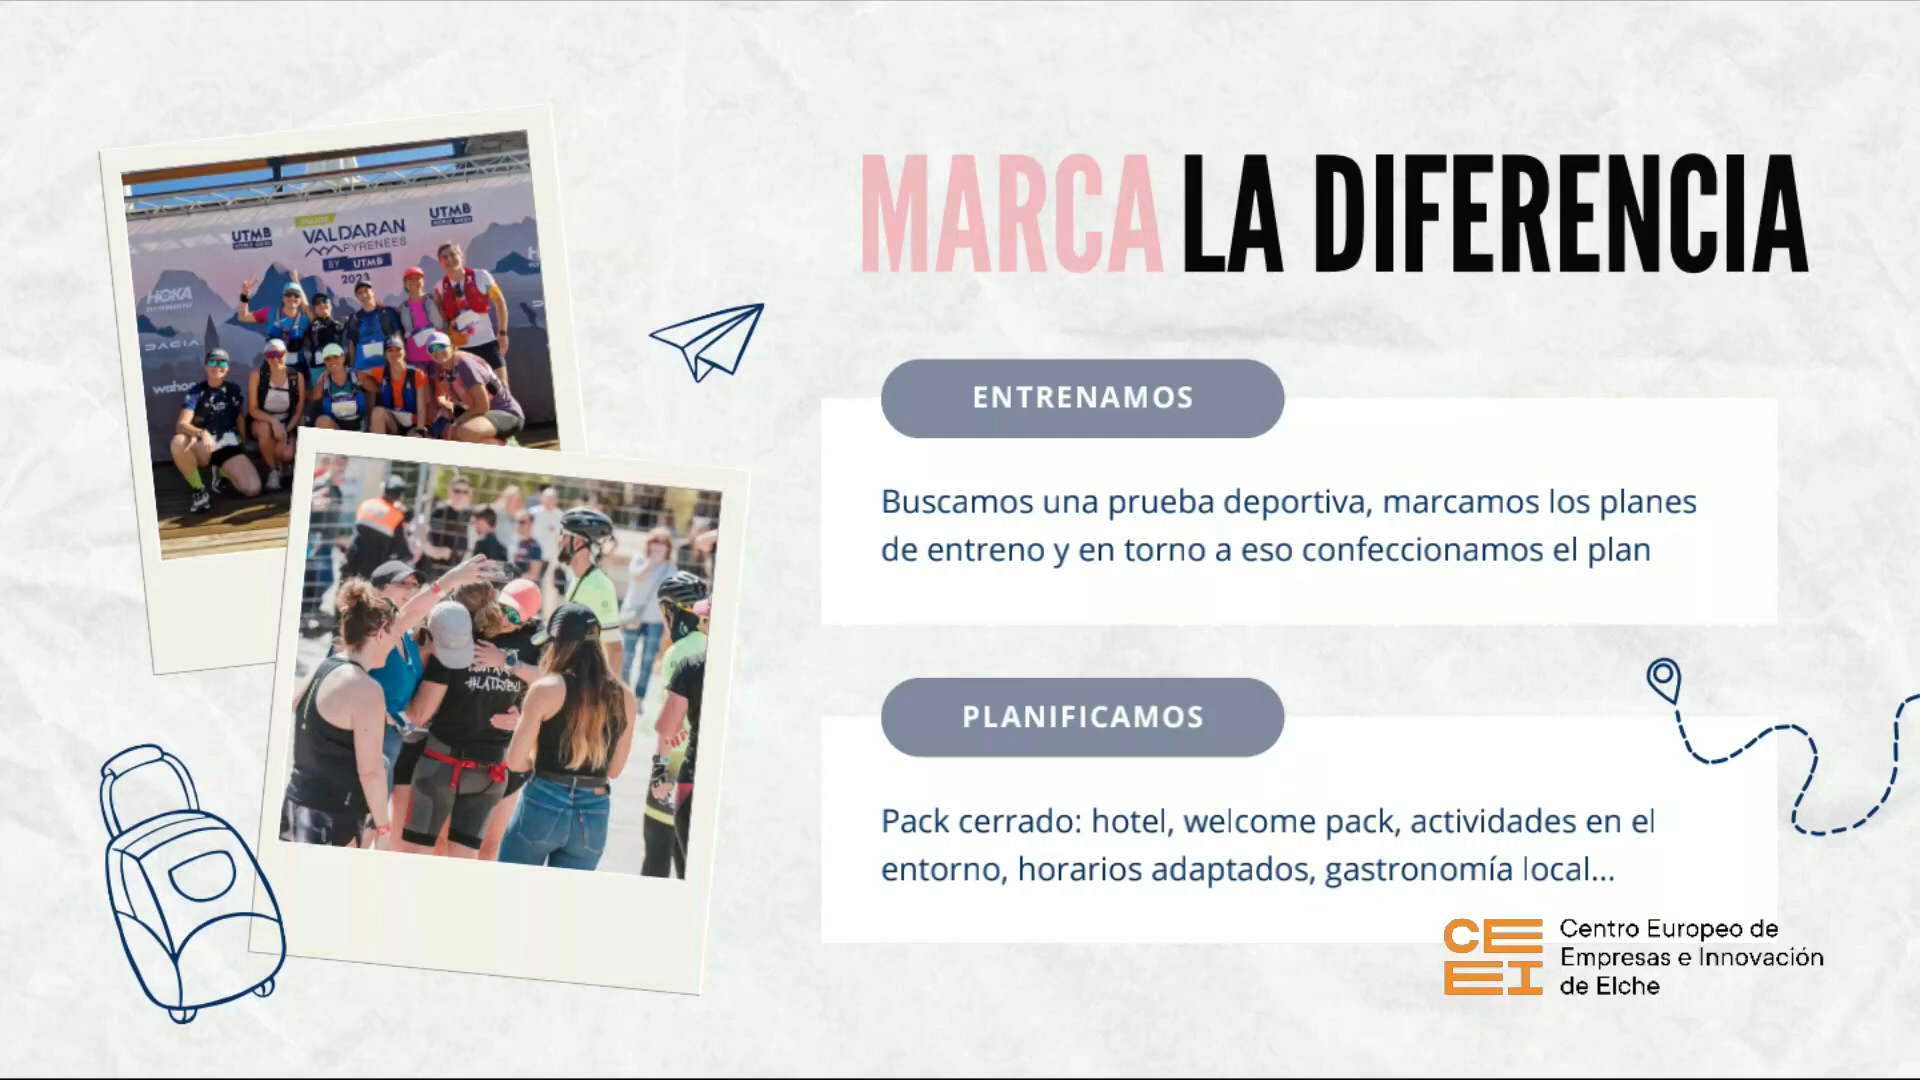 MARCA LA DIFERENCIA
UTMB
UTMB
VALDARAN
PYRENEES
BY UTMB
2023
HOKA
DACIA
wahoo
ENTRENAMOS
Buscamos una prueba deportiva, marcamos los planes
de entreno y en torno a eso confeccionamos el plan
#LATRIBU
PLANIFICAMOS
Pack cerrado: hotel, welcome pack, actividades en el
entorno, horarios adaptados, gastronomía local...
CEEI
Centro Europeo de
Empresas e Innovación
de Elche